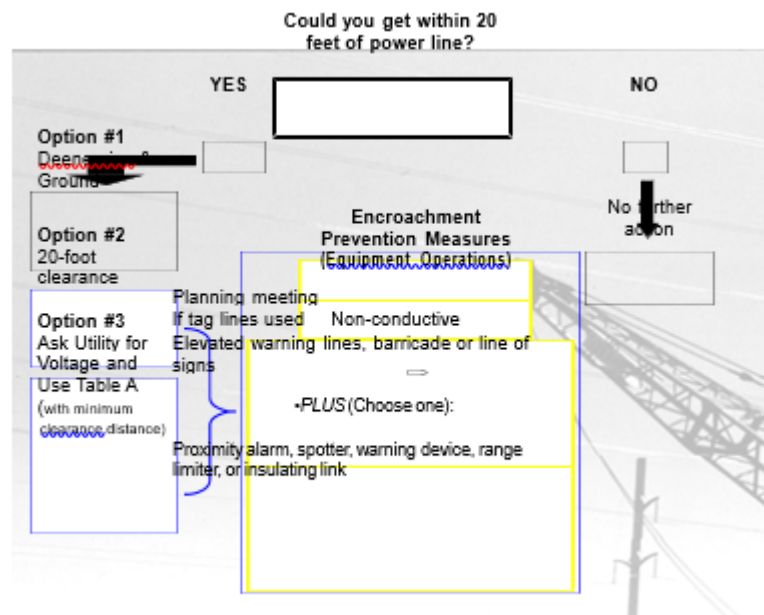 Could you get within 20
feet of power line?
YES
NO
Option #1
Ground
No further
action
Option #2
20-foot
clearance
Encroachment
Prevention Measures
(Equipment Operations)
Option #3
Ask Utility for
Voltage and
Use Table A
(with minimum
clearance distance)
Planning meeting
If tag lines used Non-conductive
Elevated warning lines, barricade or line of
signs
•PLUS (Choose one):
Proximity alarm, spotter, warning device, range
limiter, or insulating link